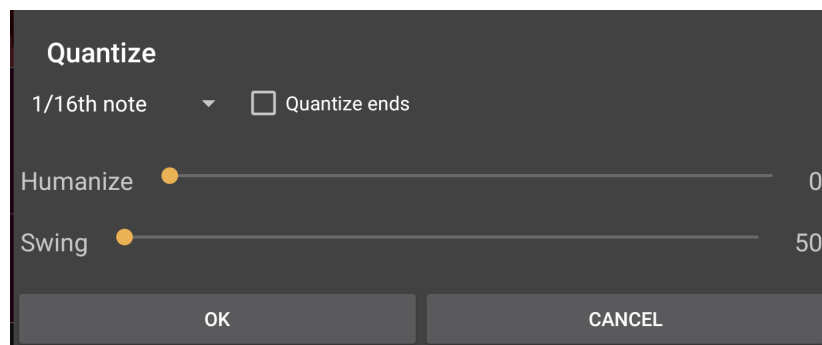 Quantize
1/16th note Quantize ends
Humanize 0
Swing 50
OK CANCEL